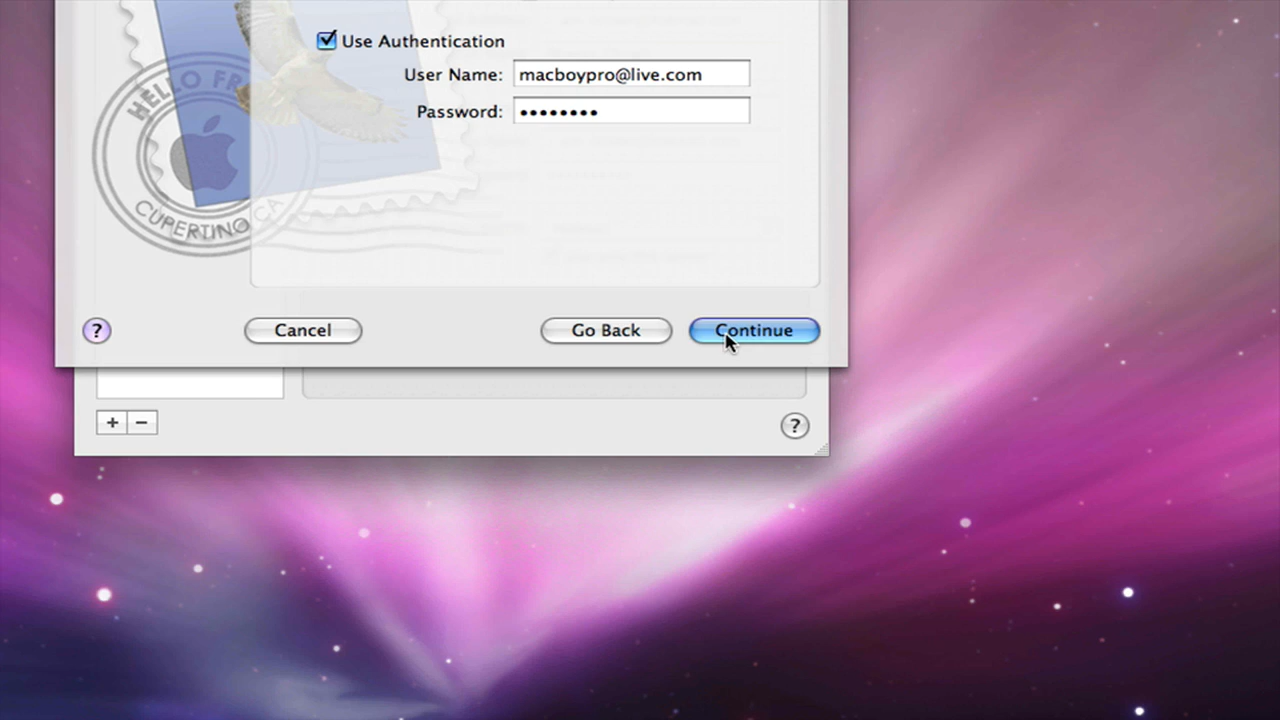 Use Authentication
User Name: macboypro@live.com
Password: ••••••••
HELLO FR
CUPERTINO CA
? Cancel Go Back Continue
+ − ?